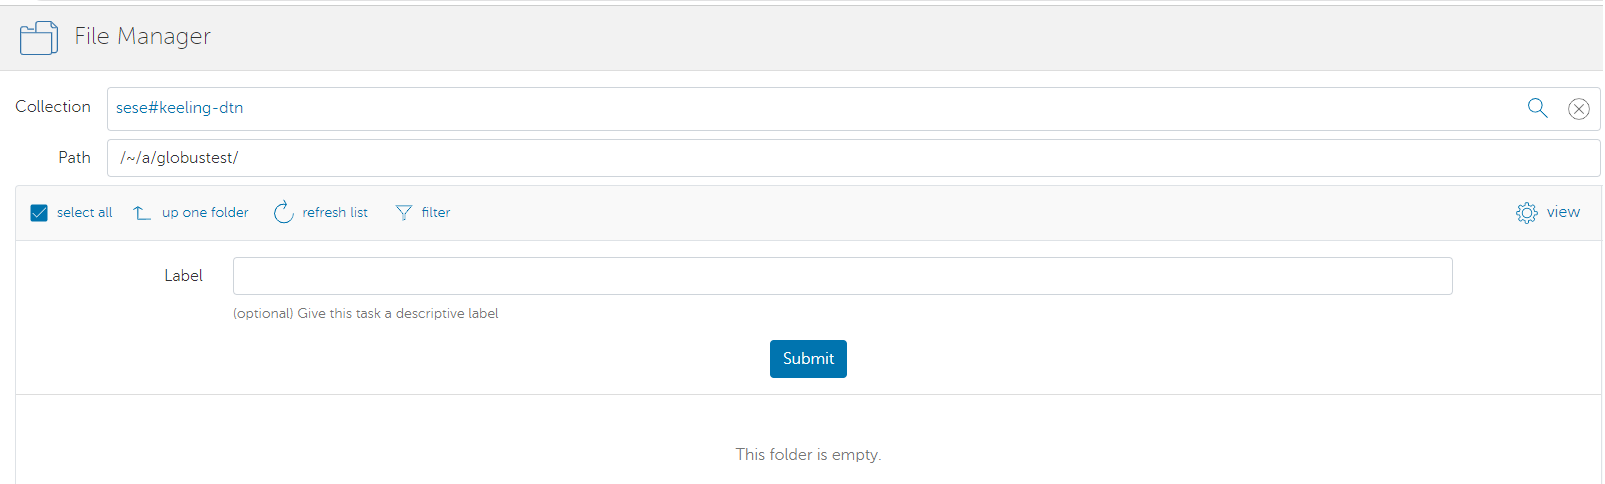 File Manager
Collection sese#keeling-dtn
Path /~/a/globustest/
select all up one folder refresh list filter view
Label
(optional) Give this task a descriptive label
Submit
This folder is empty.